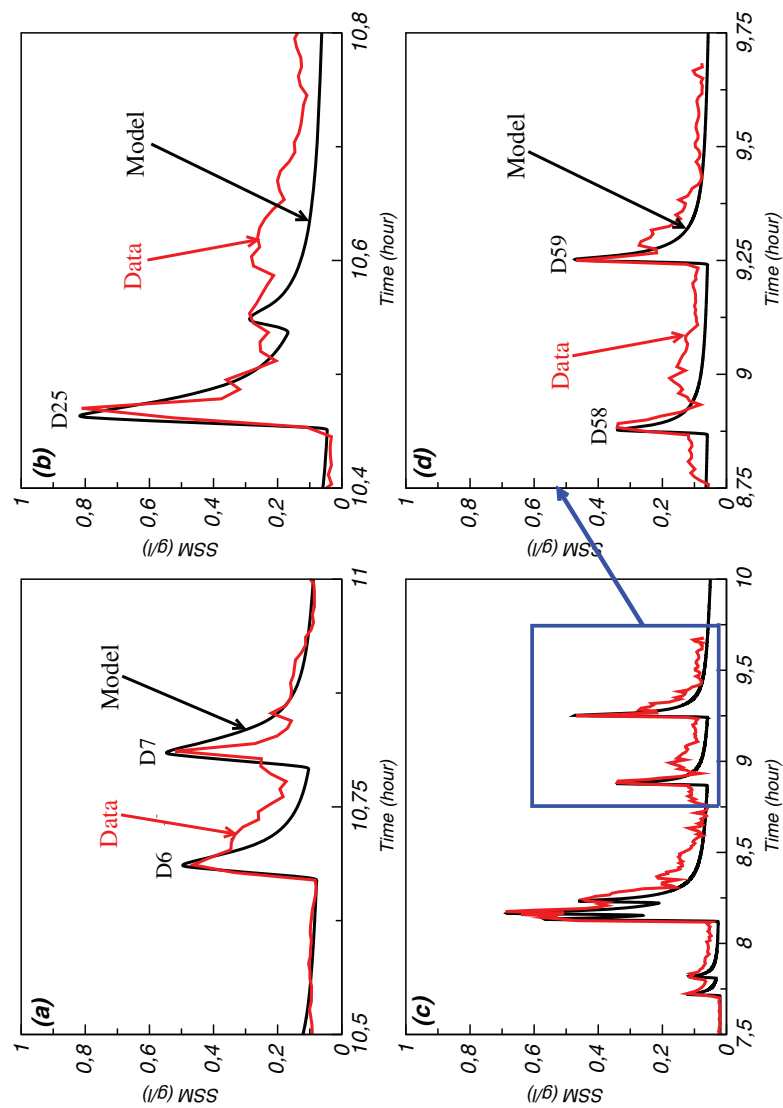 (a)
SSM (g/l)
1
0,8
0,6
0,4
0,2
0
D6
D7
Data
Model
10,5
10,75
11
Time (hour)
(b)
SSM (g/l)
1
0,8
0,6
0,4
0,2
0
D25
Data
Model
10,4
10,6
10,8
Time (hour)
(c)
SSM (g/l)
1
0,8
0,6
0,4
0,2
0
7,5
8
8,5
9
9,5
10
Time (hour)
(d)
SSM (g/l)
1
0,8
0,6
0,4
0,2
0
D58
D59
Data
Model
8,75
9
9,25
9,5
9,75
Time (hour)